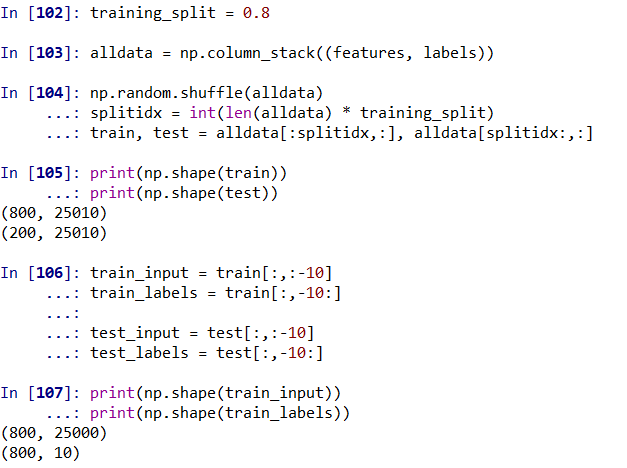 In [102]: training_split = 0.8
In [103]: alldata = np.column_stack((features, labels))
In [104]: np.random.shuffle(alldata)
     ...: splitidx = int(len(alldata) * training_split)
     ...: train, test = alldata[:splitidx,:], alldata[splitidx:,:]
In [105]: print(np.shape(train))
     ...: print(np.shape(test))
(800, 25010)
(200, 25010)
In [106]: train_input = train[:,:-10]
     ...: train_labels = train[:,-10:]
     ...:
     ...: test_input = test[:,:-10]
     ...: test_labels = test[:,-10:]
In [107]: print(np.shape(train_input))
     ...: print(np.shape(train_labels))
(800, 25000)
(800, 10)